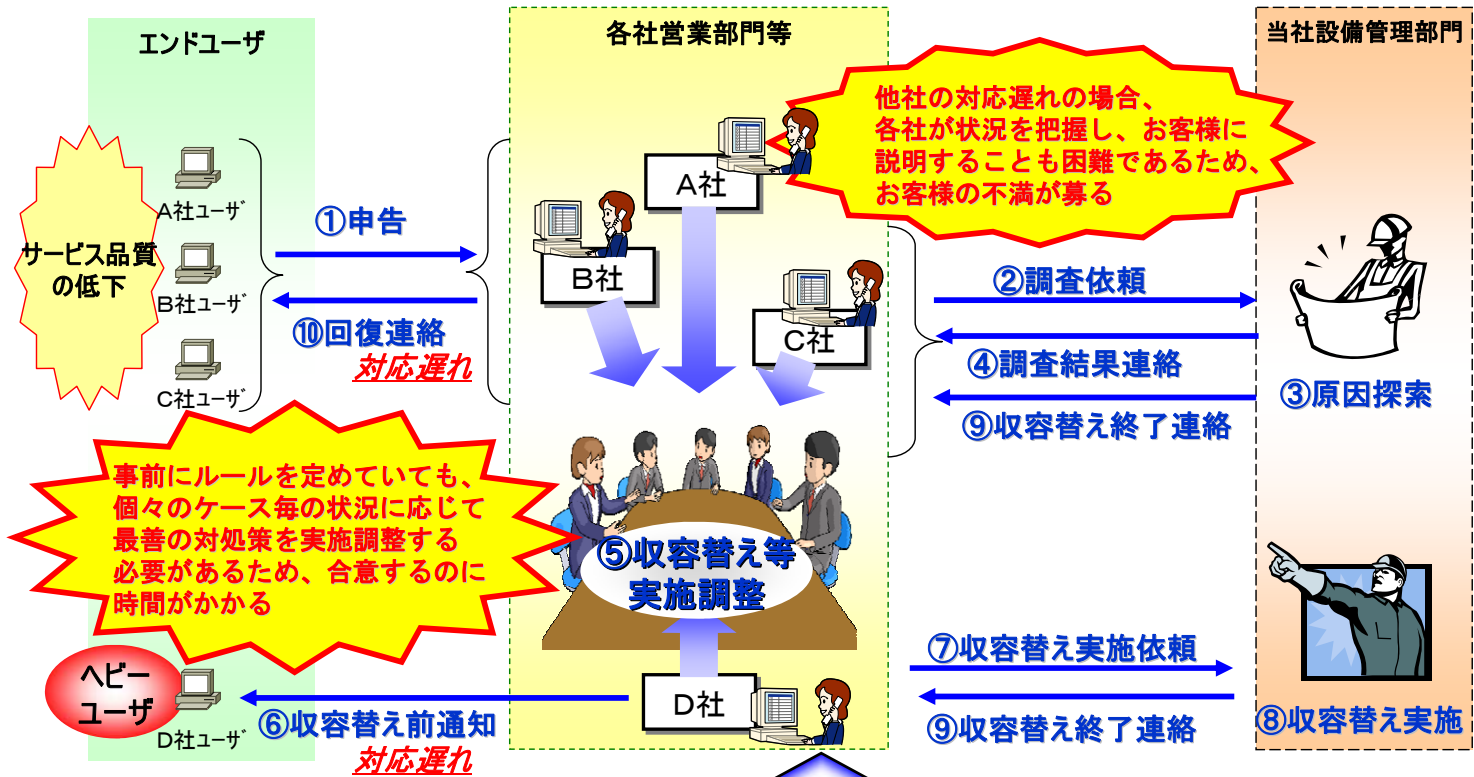 エンドユーザ
各社営業部門等
当社設備管理部門
他社の対応遅れの場合、
各社が状況を把握し、お客様に
説明することも困難であるため、
お客様の不満が募る
A社
B社
C社
A社ユーザ
B社ユーザ
C社ユーザ
サービス品質
の低下
①申告
⑩回復連絡
対応遅れ
②調査依頼
④調査結果連絡
③原因探索
⑨収容替え終了連絡
事前にルールを定めていても、
個々のケース毎の状況に応じて
最善の対処策を実施調整する
必要があるため、合意するのに
時間がかかる
⑤収容替え等
実施調整
ヘビー
ユーザ
D社ユーザ
⑥収容替え前通知
対応遅れ
D社
⑦収容替え実施依頼
⑨収容替え終了連絡
⑧収容替え実施